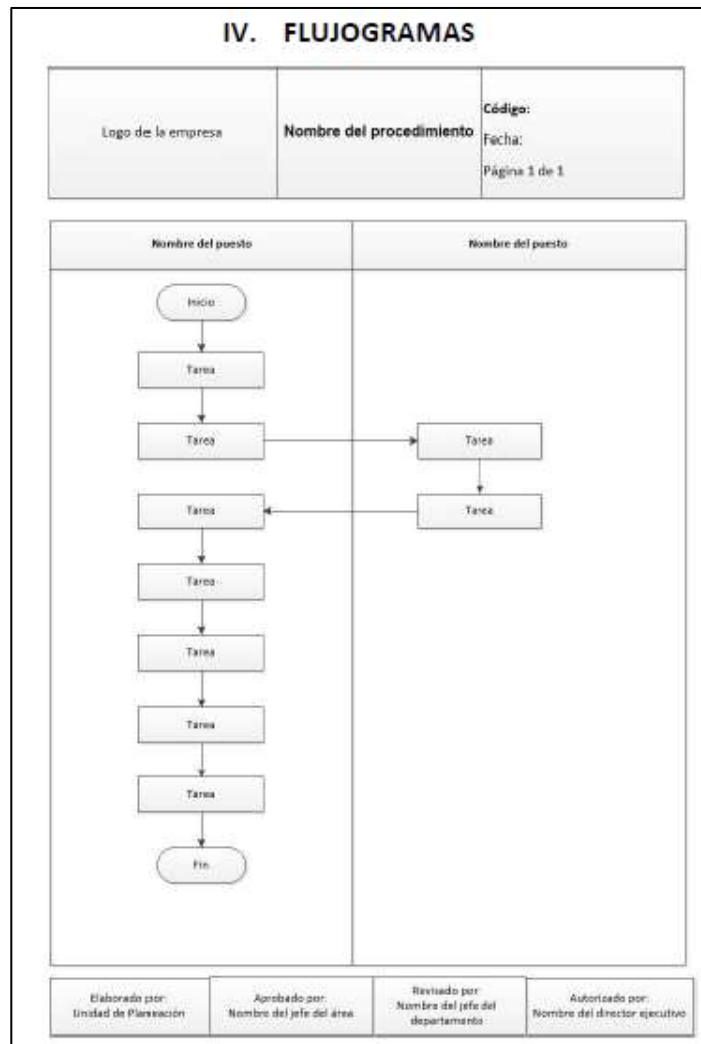 IV. FLUJOGRAMAS
Logo de la empresa
Nombre del procedimiento
Código:
Fecha:
Página 1 de 1
Nombre del puesto
Nombre del puesto
Inicio
Tarea
Tarea
Tarea
Tarea
Tarea
Tarea
Tarea
Tarea
Tarea
Fin
Elaborado por:
Unidad de Planeación
Aprobado por:
Nombre del jefe del área
Revisado por:
Nombre del jefe del
departamento
Autorizado por:
Nombre del director ejecutivo